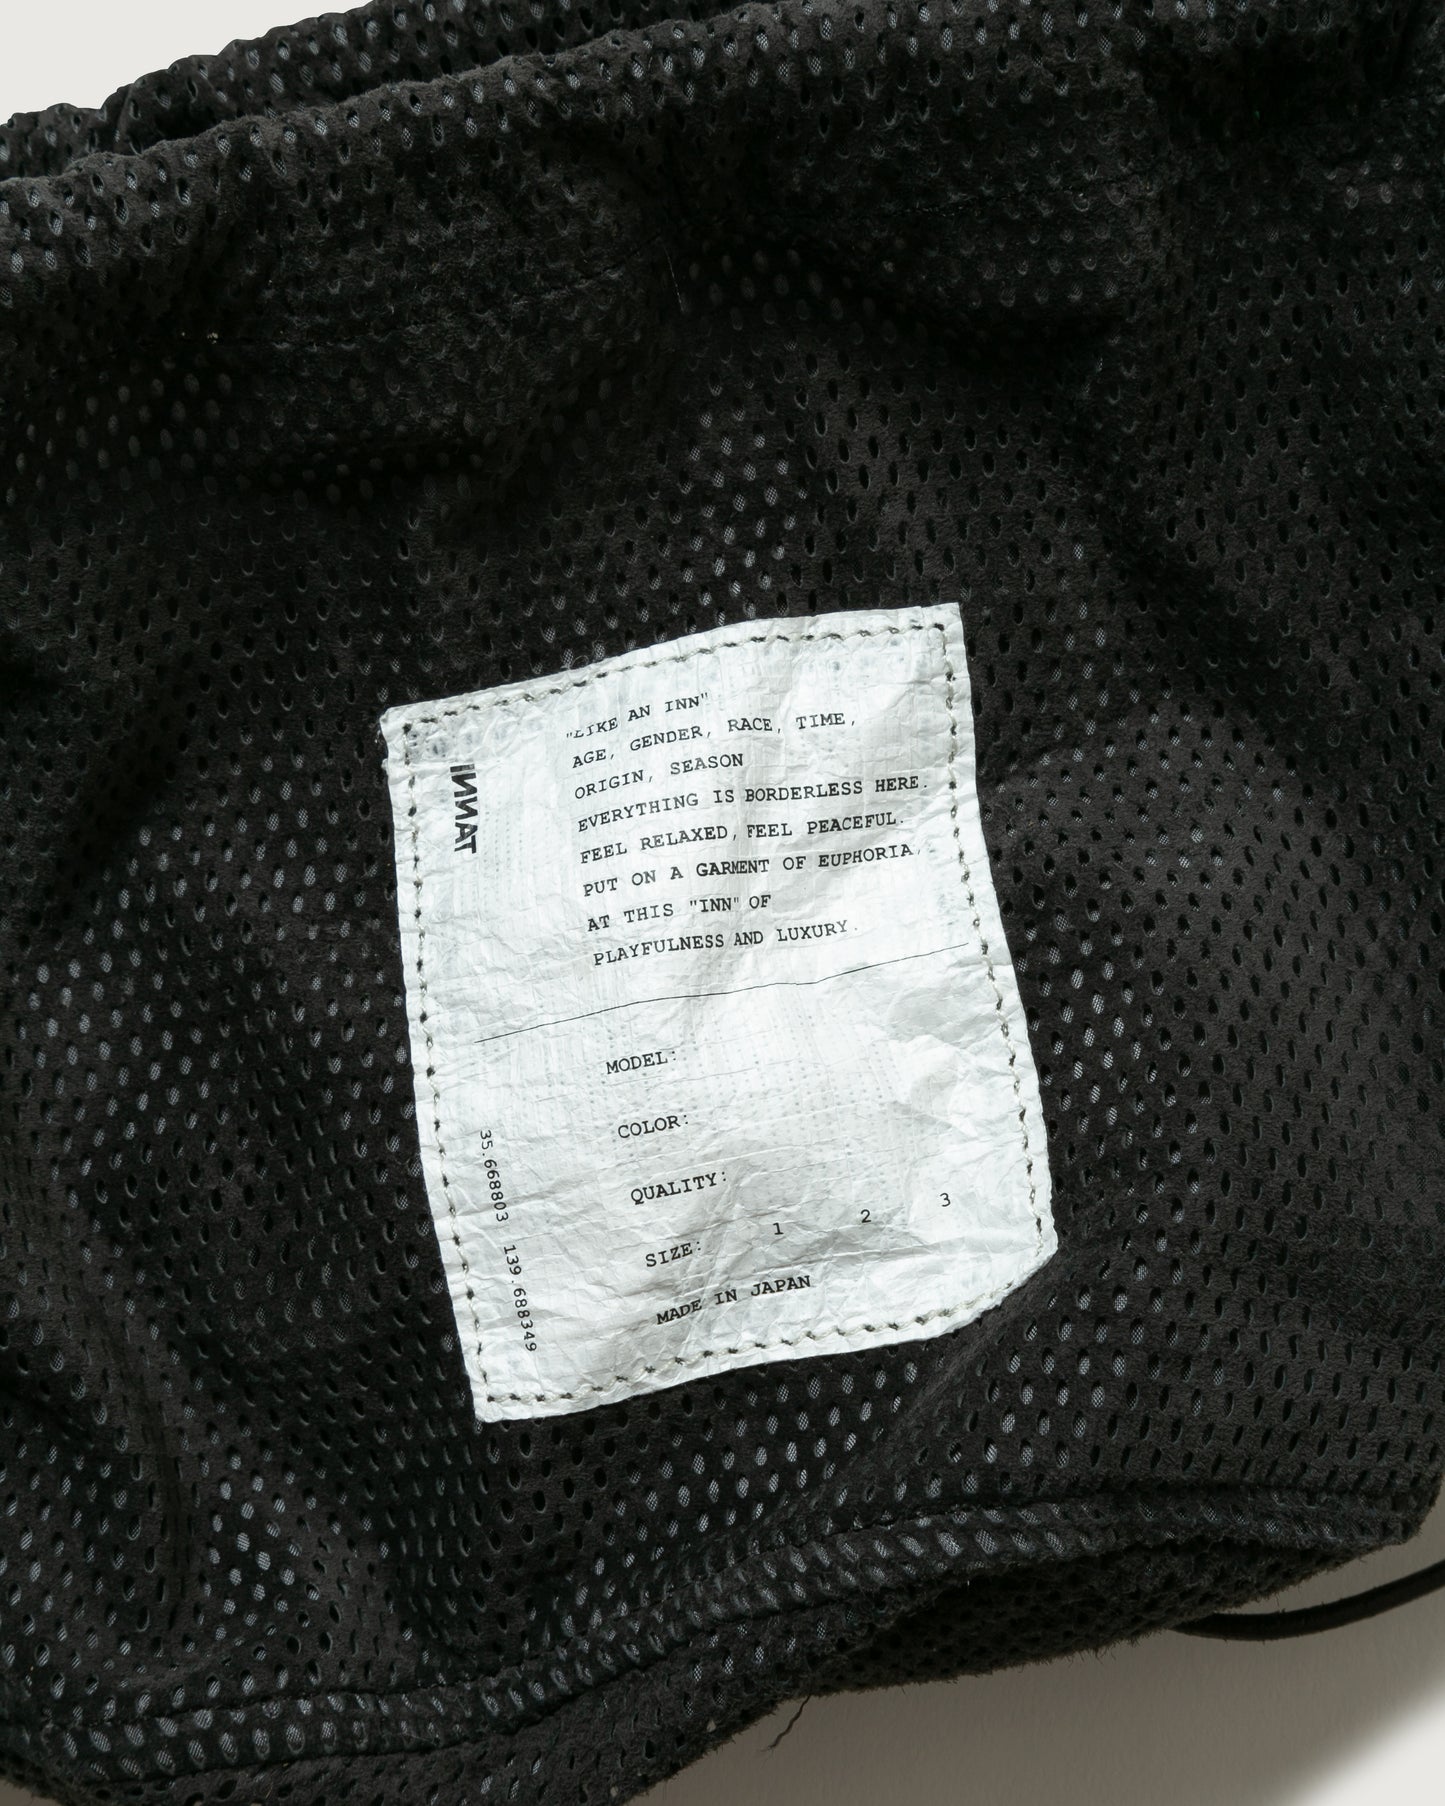 INNAT
"LIKE AN INN"
AGE, GENDER, RACE, TIME,
ORIGIN, SEASON
EVERYTHING IS BORDERLESS HERE.
FEEL RELAXED, FEEL PEACEFUL.
PUT ON A GARMENT OF EUPHORIA,
AT THIS "INN" OF
PLAYFULNESS AND LUXURY.
MODEL:
COLOR:
QUALITY:
SIZE: 1 2 3
MADE IN JAPAN
35.668803 139.688349